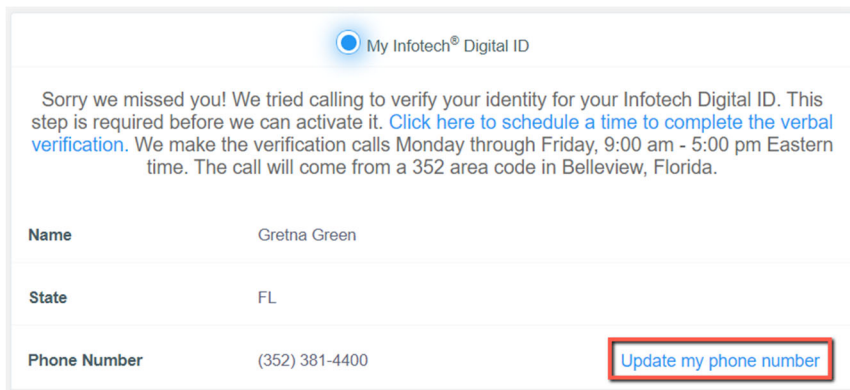 My Infotech® Digital ID
Sorry we missed you! We tried calling to verify your identity for your Infotech Digital ID. This
step is required before we can activate it. Click here to schedule a time to complete the verbal
verification. We make the verification calls Monday through Friday, 9:00 am - 5:00 pm Eastern
time. The call will come from a 352 area code in Belleview, Florida.
Name Gretna Green
State FL
Phone Number (352) 381-4400 Update my phone number